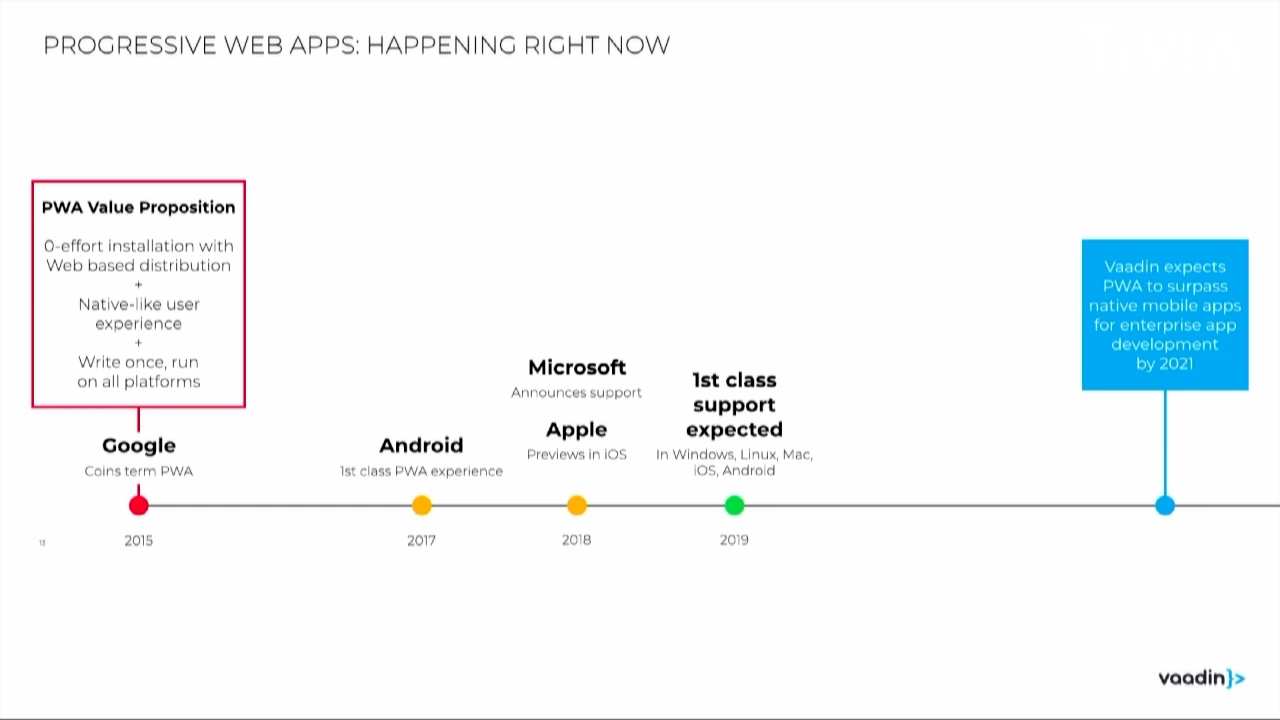 PROGRESSIVE WEB APPS: HAPPENING RIGHT NOW
PWA Value Proposition
0-effort installation with
Web based distribution
+
Native-like user
experience
+
Write once, run
on all platforms
Google
Coins term PWA
2015
Android
1st class PWA experience
2017
Microsoft
Announces support
Apple
Previews in iOS
2018
1st class
support
expected
In Windows, Linux, Mac,
iOS, Android
2019
Vaadin expects
PWA to surpass
native mobile apps
for enterprise app
development
by 2021
13
vaadin}>